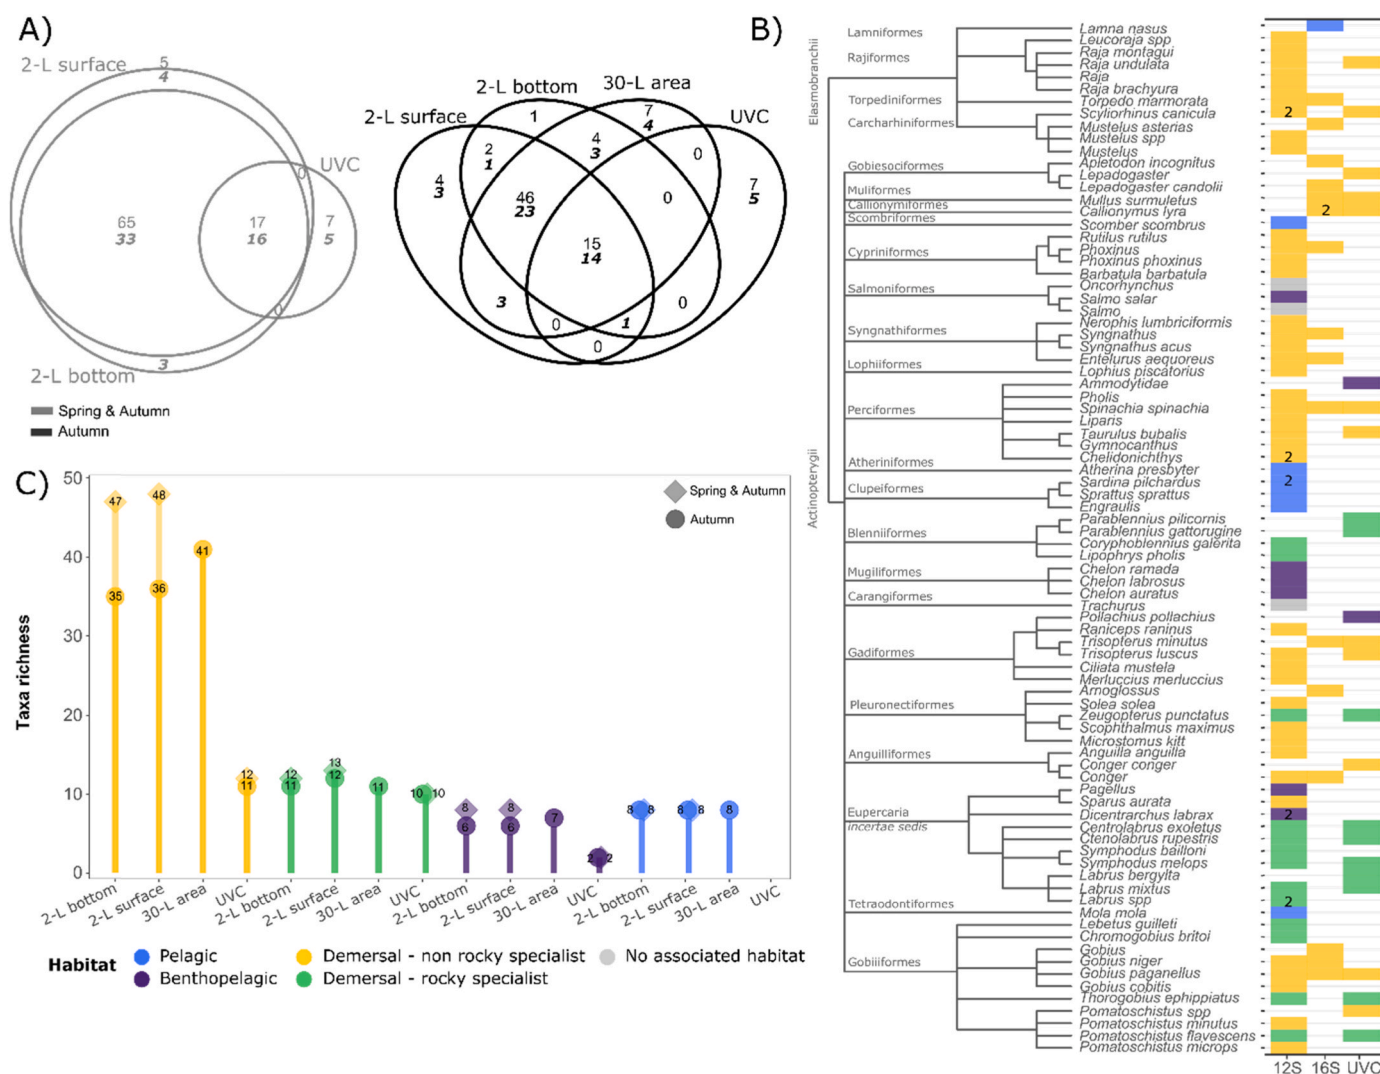 A)
2-L surface
5
4
65
33
17
16
0
UVC
7
5
0
3
2-L bottom
Spring & Autumn
Autumn
2-L bottom
30-L area
2-L surface
UVC
1
7
4
2
1
4
3
0
4
3
46
23
0
7
5
15
14
3
0
1
0
0
B)
Elasmobranchii
Actinopterygii
Lamniformes
Rajiformes
Torpediniformes
Carcharhiniformes
Gobiesociformes
Muliformes
Callionymiformes
Scombriformes
Cypriniformes
Salmoniformes
Syngnathiformes
Lophiiformes
Perciformes
Atheriniformes
Clupeiformes
Blenniiformes
Mugiliformes
Carangiformes
Gadiformes
Pleuronectiformes
Anguilliformes
Eupercaria
incertae sedis
Tetraodontiformes
Gobiiiformes
Lamna nasus
Leucoraja spp
Raja montagui
Raja undulata
Raja
Raja brachyura
Torpedo marmorata
Scyliorhinus canicula 2
Mustelus asterias
Mustelus spp
Mustelus
Apletodon incognitus
Lepadogaster
Lepadogaster candolii
Mullus surmuletus
Callionymus lyra 2
Scomber scombrus
Rutilus rutilus
Phoxinus
Phoxinus phoxinus
Barbatula barbatula
Oncorhynchus
Salmo salar
Salmo
Nerophis lumbriciformis
Syngnathus
Syngnathus acus
Entelurus aequoreus
Lophius piscatorius
Ammodytidae
Pholis
Spinachia spinachia
Liparis
Taurulus bubalis
Gymnocanthus
Chelidonichthys 2
Atherina presbyter
Sardina pilchardus 2
Sprattus sprattus
Engraulis
Parablennius pilicornis
Parablennius gattorugine
Coryphoblennius galerita
Lipophrys pholis
Chelon ramada
Chelon labrosus
Chelon auratus
Trachurus
Pollachius pollachius
Raniceps raninus
Trisopterus minutus
Trisopterus luscus
Ciliata mustela
Merluccius merluccius
Arnoglossus
Solea solea
Zeugopterus punctatus
Scophthalmus maximus
Microstomus kitt
Anguilla anguilla
Conger conger
Conger
Pagellus
Sparus aurata
Dicentrarchus labrax 2
Centrolabrus exoletus
Ctenolabrus rupestris
Symphodus bailloni
Symphodus melops
Labrus bergylta
Labrus mixtus
Labrus spp 2
Mola mola
Lebetus guilleti
Chromogobius britoi
Gobius
Gobius niger
Gobius paganellus
Gobius cobitis
Thorogobius ephippiatus
Pomatoschistus spp
Pomatoschistus minutus
Pomatoschistus flavescens
Pomatoschistus microps
12S 16S UVC
C)
Taxa richness
50
40
30
20
10
0
Spring & Autumn
Autumn
47
35
48
36
41
12
11
12
11
13
12
11
10 10
8
6
8
6
7
2 2
8 8
8 8
8
2-L bottom
2-L surface
30-L area
UVC
2-L bottom
2-L surface
30-L area
UVC
2-L bottom
2-L surface
30-L area
UVC
2-L bottom
2-L surface
30-L area
UVC
Habitat
Pelagic
Benthopelagic
Demersal - non rocky specialist
Demersal - rocky specialist
No associated habitat